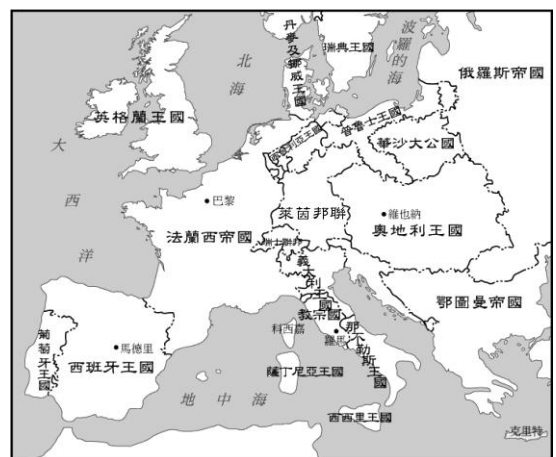 北海
丹麥及挪威王國
瑞典王國
波羅的海
俄羅斯帝國
英格蘭王國
普魯士王國
華沙大公國
大西洋
巴黎
萊茵邦聯
維也納
奧地利王國
法蘭西帝國
瑞士聯邦
義大利王國
鄂圖曼帝國
教宗國
科西嘉
羅馬
那不勒斯王國
葡萄牙王國
馬德里
西班牙王國
薩丁尼亞王國
地中海
西西里王國
克里特